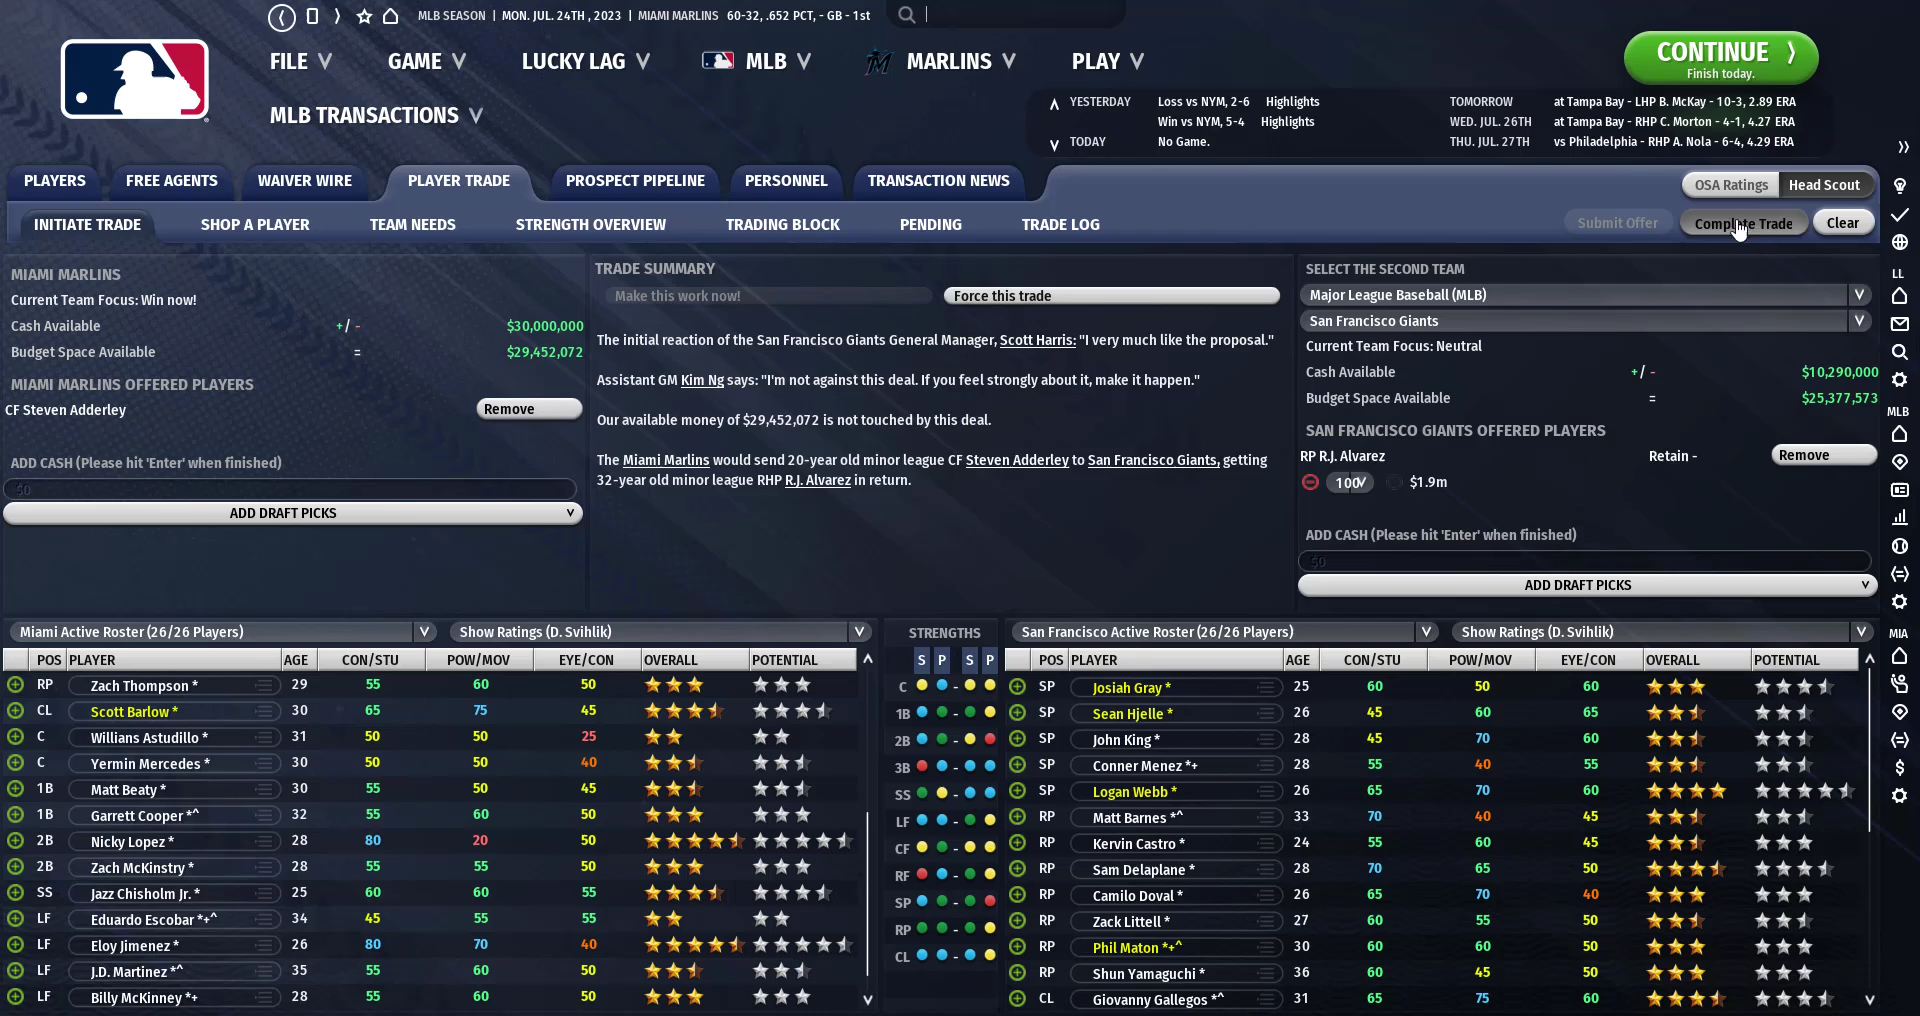 MLB SEASON | MON. JUL. 24TH , 2023 | MIAMI MARLINS 60-32, .652 PCT, - GB - 1st
FILE GAME LUCKY LAG MLB MARLINS PLAY
CONTINUE
Finish today.
MLB TRANSACTIONS
YESTERDAY Loss vs NYM, 2-6 Highlights TOMORROW at Tampa Bay - LHP B. McKay - 10-3, 2.89 ERA
Win vs NYM, 5-4 Highlights WED. JUL. 26TH at Tampa Bay - RHP C. Morton - 4-1, 4.27 ERA
TODAY No Game. THU. JUL. 27TH vs Philadelphia - RHP A. Nola - 6-4, 4.29 ERA
PLAYERS FREE AGENTS WAIVER WIRE PLAYER TRADE PROSPECT PIPELINE PERSONNEL TRANSACTION NEWS OSA Ratings Head Scout
INITIATE TRADE SHOP A PLAYER TEAM NEEDS STRENGTH OVERVIEW TRADING BLOCK PENDING TRADE LOG Submit Offer Complete Trade Clear
MIAMI MARLINS
Current Team Focus: Win now!
Cash Available +/- $30,000,000
Budget Space Available = $29,452,072
MIAMI MARLINS OFFERED PLAYERS
CF Steven Adderley Remove
ADD CASH (Please hit 'Enter' when finished)
$0
ADD DRAFT PICKS
TRADE SUMMARY
Make this work now! Force this trade
The initial reaction of the San Francisco Giants General Manager, Scott Harris: "I very much like the proposal."
Assistant GM Kim Ng says: "I'm not against this deal. If you feel strongly about it, make it happen."
Our available money of $29,452,072 is not touched by this deal.
The Miami Marlins would send 20-year old minor league CF Steven Adderley to San Francisco Giants, getting
32-year old minor league RHP R.J. Alvarez in return.
SELECT THE SECOND TEAM
Major League Baseball (MLB)
San Francisco Giants
Current Team Focus: Neutral
Cash Available +/- $10,290,000
Budget Space Available = $25,377,573
SAN FRANCISCO GIANTS OFFERED PLAYERS
RP R.J. Alvarez Retain - Remove
100 $1.9m
ADD CASH (Please hit 'Enter' when finished)
$0
ADD DRAFT PICKS
Miami Active Roster (26/26 Players) Show Ratings (D. Svihlik)
POS PLAYER AGE CON/STU POW/MOV EYE/CON OVERALL POTENTIAL
RP Zach Thompson * 29 55 60 50
CL Scott Barlow * 30 65 75 45
C Willians Astudillo * 31 50 50 25
C Yermin Mercedes * 30 50 50 40
1B Matt Beaty * 30 55 50 45
1B Garrett Cooper *^ 32 55 60 50
2B Nicky Lopez * 28 80 20 50
2B Zach McKinstry * 28 55 55 50
SS Jazz Chisholm Jr. * 25 60 60 55
LF Eduardo Escobar *+^ 34 45 55 55
LF Eloy Jimenez * 26 80 70 40
LF J.D. Martinez *^ 35 55 60 50
LF Billy McKinney *+ 28 55 60 50
STRENGTHS
S P S P
C -
1B -
2B -
3B -
SS -
LF -
CF -
RF -
SP -
RP -
CL -
San Francisco Active Roster (26/26 Players) Show Ratings (D. Svihlik)
POS PLAYER AGE CON/STU POW/MOV EYE/CON OVERALL POTENTIAL
SP Josiah Gray * 25 60 50 60
SP Sean Hjelle * 26 45 60 65
SP John King * 28 45 70 60
SP Conner Menez *+ 28 55 40 55
SP Logan Webb * 26 65 70 60
RP Matt Barnes *^ 33 70 40 45
RP Kervin Castro * 24 55 60 45
RP Sam Delaplane * 28 70 65 50
RP Camilo Doval * 26 65 70 40
RP Zack Littell * 27 60 55 50
RP Phil Maton *+^ 30 60 60 50
RP Shun Yamaguchi * 36 60 45 50
CL Giovanny Gallegos *^ 31 65 75 60
LL
MLB
MIA